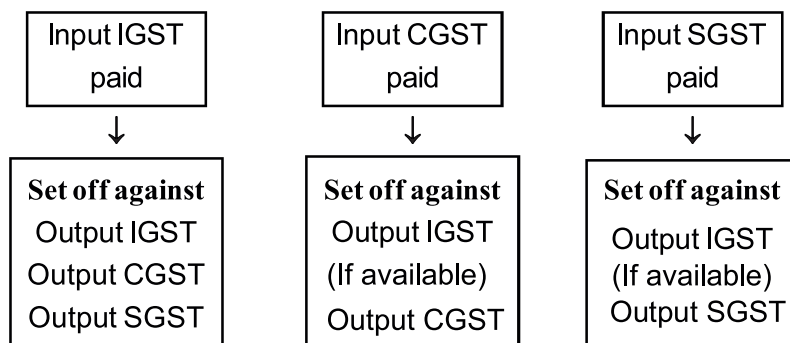 Input IGST
paid
Input CGST
paid
Input SGST
paid
Set off against
Output IGST
Output CGST
Output SGST
Set off against
Output IGST
(If available)
Output CGST
Set off against
Output IGST
(If available)
Output SGST